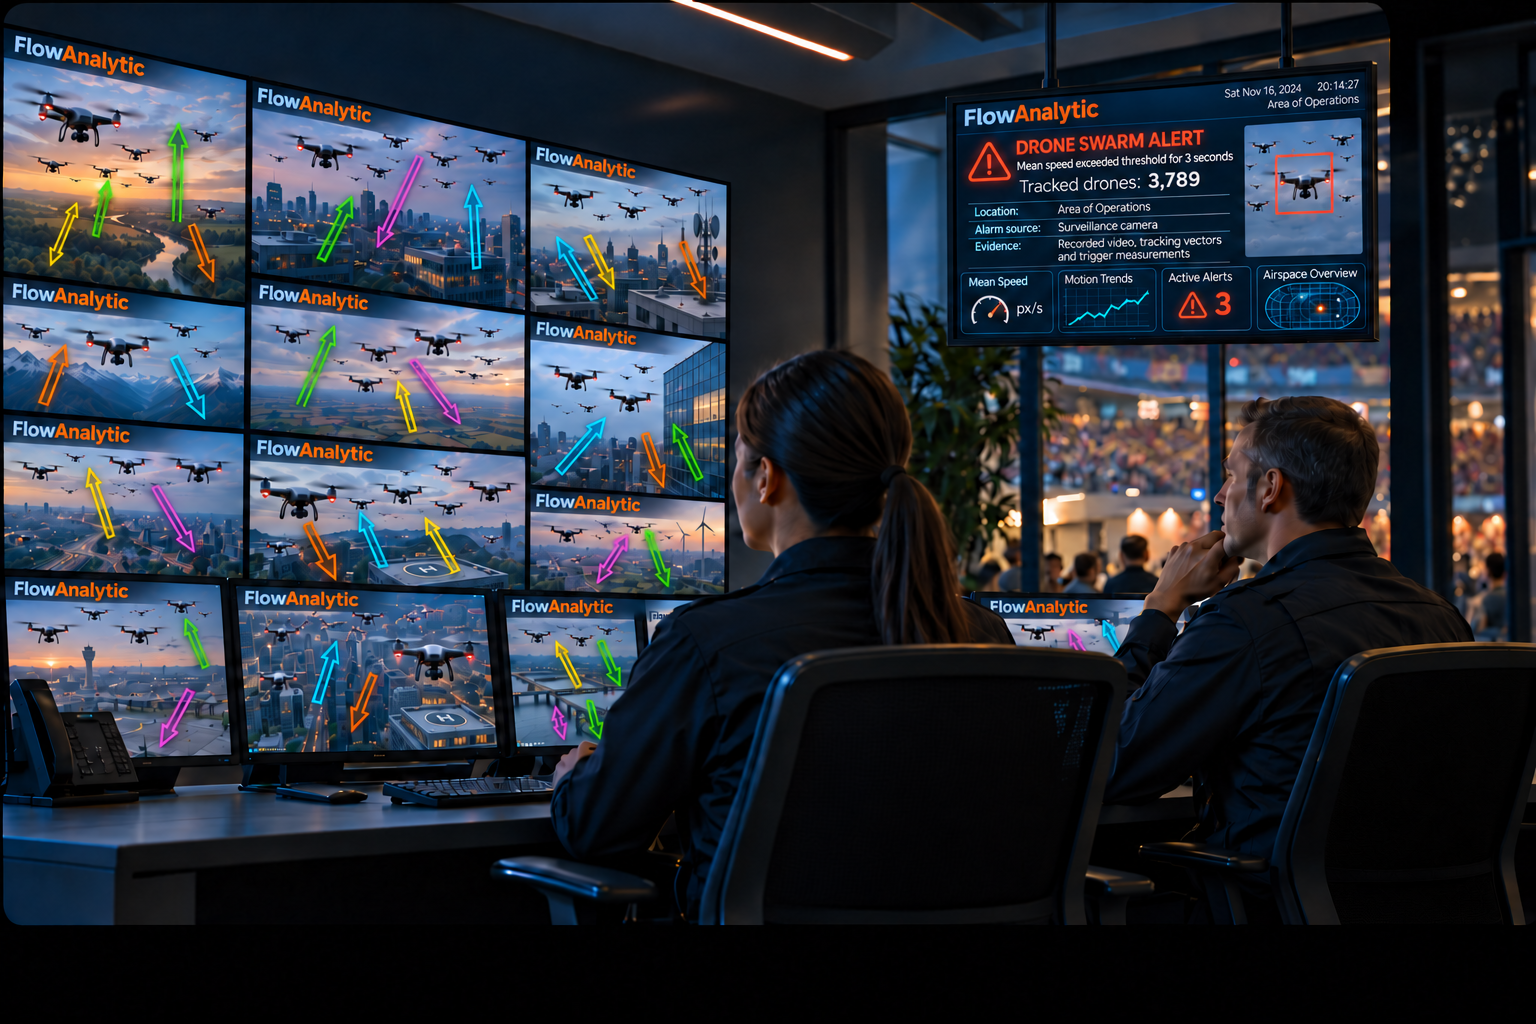 FlowAnalytic
FlowAnalytic
FlowAnalytic
FlowAnalytic
FlowAnalytic
FlowAnalytic
FlowAnalytic
FlowAnalytic
FlowAnalytic
FlowAnalytic
FlowAnalytic
FlowAnalytic
H
H
FlowAnalytic
FlowAnalytic
Sat Nov 16, 2024 20:14:27
Area of Operations
DRONE SWARM ALERT
Mean speed exceeded threshold for 3 seconds
Tracked drones: 3,789
Location: Area of Operations
Alarm source: Surveillance camera
Evidence: Recorded video, tracking vectors
and trigger measurements
Mean Speed
px/s
Motion Trends
Active Alerts
3
Airspace Overview